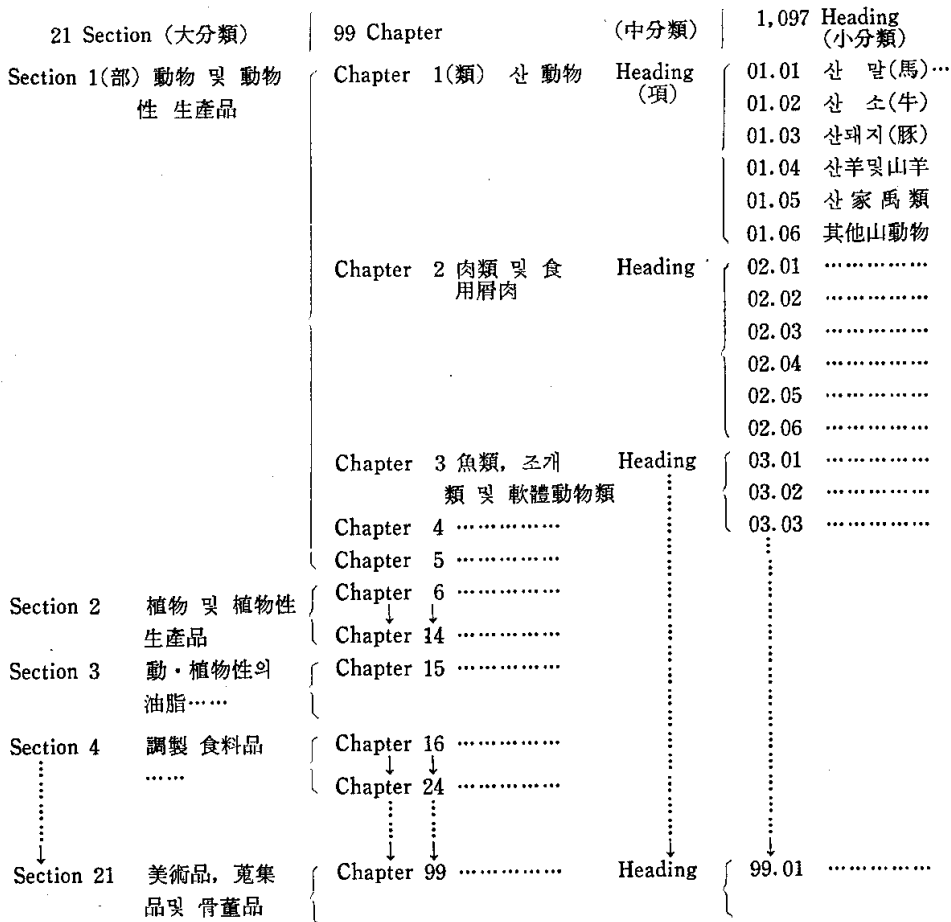 21 Section (大分類) 99 Chapter (中分類) 1,097 Heading
(小分類)
Section 1(部) 動物 및 動物 Chapter 1(類) 산 動物 Heading 01.01 산 말(馬)…
性 生產品 (項) 01.02 산 소(牛)
01.03 산돼지(豚)
01.04 산羊및山羊
01.05 산家禹類
01.06 其他山動物
Chapter 2 肉類 및 食 Heading 02.01 ……………
用屑肉 02.02 ……………
02.03 ……………
02.04 ……………
02.05 ……………
02.06 ……………
Chapter 3 魚類, 조개 Heading 03.01 ……………
類 및 軟體動物類 03.02 ……………
Chapter 4 …………… 03.03 ……………
Chapter 5 ……………
Section 2 植物 및 植物性 Chapter 6 ……………
生產品 Chapter 14 ……………
Section 3 動・植物性의 Chapter 15 ……………
油脂……
Section 4 調製 食料品 Chapter 16 ……………
…… Chapter 24 ……………
Section 21 美術品, 蒐集 Chapter 99 …………… Heading 99.01 ……………
品및 骨董品